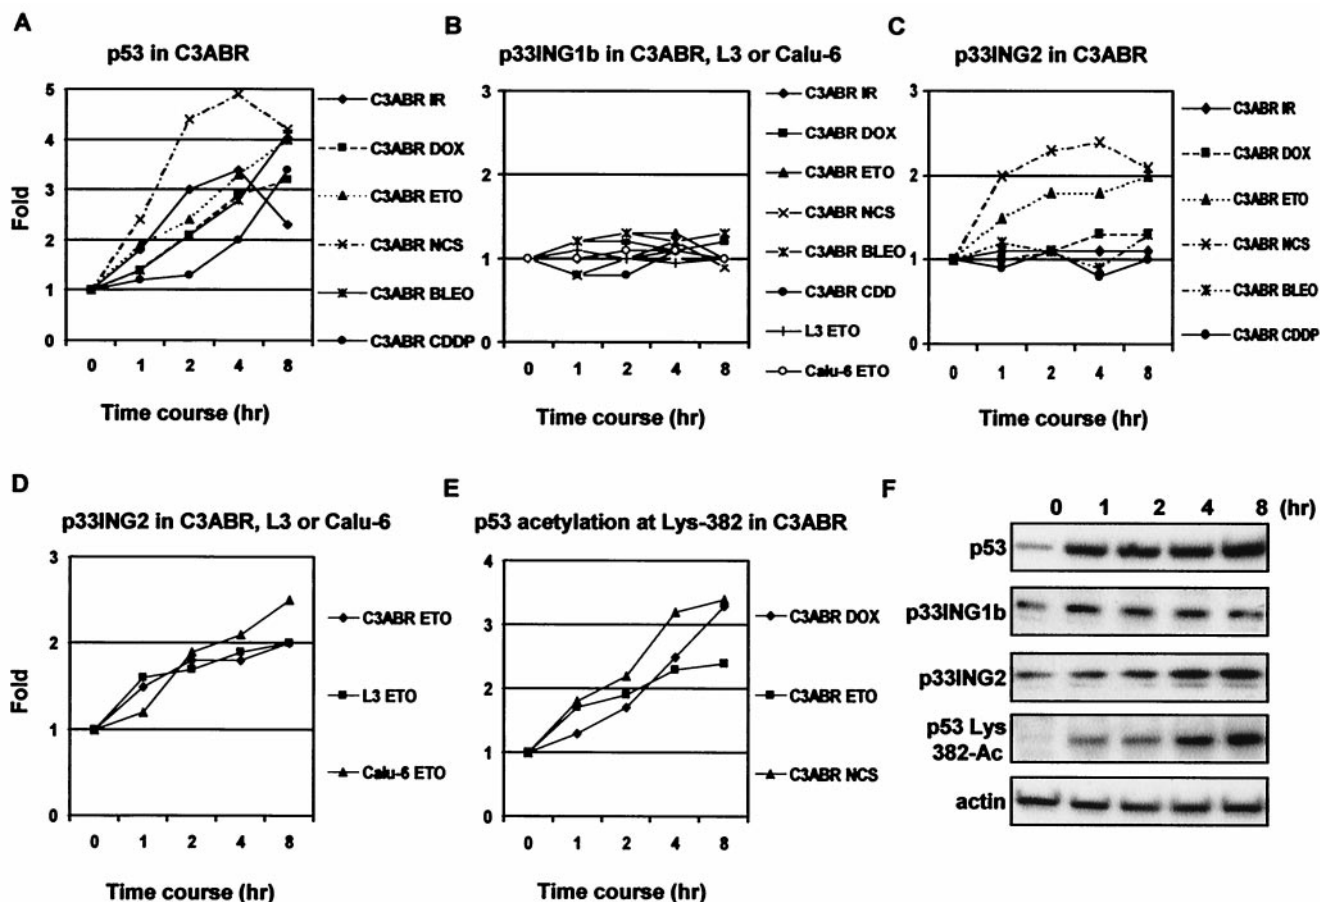 A
p53 in C3ABR
Fold
5
4
3
2
1
0
0 1 2 4 8
Time course (hr)
C3ABR IR
C3ABR DOX
C3ABR ETO
C3ABR NCS
C3ABR BLEO
C3ABR CDDP
B
p33ING1b in C3ABR, L3 or Calu-6
3
2
1
0
0 1 2 4 8
Time course (hr)
C3ABR IR
C3ABR DOX
C3ABR ETO
C3ABR NCS
C3ABR BLEO
C3ABR CDD
L3 ETO
Calu-6 ETO
C
p33ING2 in C3ABR
3
2
1
0
0 1 2 4 8
Time course (hr)
C3ABR IR
C3ABR DOX
C3ABR ETO
C3ABR NCS
C3ABR BLEO
C3ABR CDDP
D
p33ING2 in C3ABR, L3 or Calu-6
Fold
3
2
1
0
0 1 2 4 8
Time course (hr)
C3ABR ETO
L3 ETO
Calu-6 ETO
E
p53 acetylation at Lys-382 in C3ABR
4
3
2
1
0
0 1 2 4 8
Time course (hr)
C3ABR DOX
C3ABR ETO
C3ABR NCS
F
0 1 2 4 8 (hr)
p53
p33ING1b
p33ING2
p53 Lys
382-Ac
actin